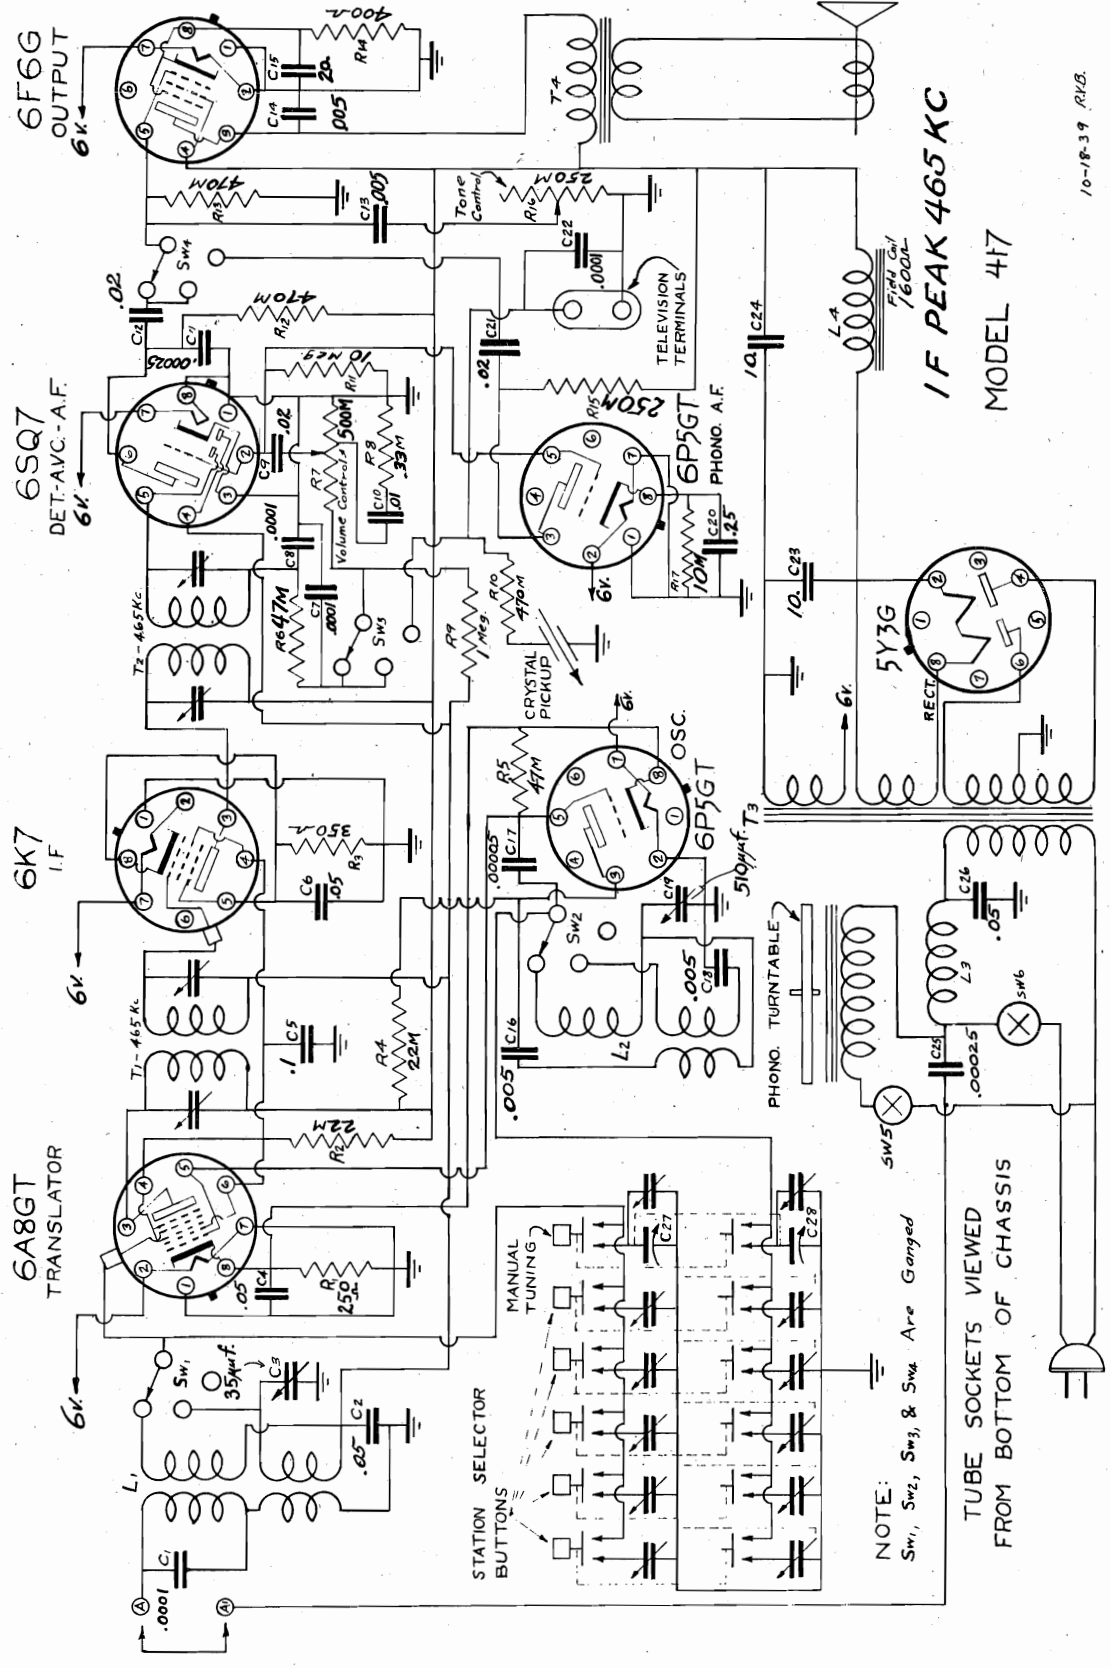 6A8GT
TRANSLATOR
6K7
I.F
6SQ7
DET.-A.V.C.-A.F.
6F6G
OUTPUT
6V.
6V.
6V.
6V.
T1-465 Kc.
T2-465 Kc.
L1
A
A1
C1
.0001
SW1
35μμf.
C3
C2
.05
C4
.05
R1
250Ω
R2
22M
C5
.1
R4
22M
C6
.05
R3
350Ω
R6 47M
C7
.0001
C8
.0001
C9
.02
R7
500M
Volume Control
R8
.33M
C10
.01
R11
10 Meg
C11
.00025
C12
.02
R12
470M
SW3
SW4
R9
1 Meg.
R10
470M
R13
470M
C13
.005
C14
.005
C15
20.
R14
400Ω
T4
Tone
Control
R16
250M
C22
.0001
TELEVISION
TERMINALS
C21
.02
R15
250M
6P5GT
PHONO. A.F.
6V.
R17
10M
C20
.25
CRYSTAL
PICKUP
R5
47M
C17
.00005
6V.
OSC.
6P5GT
C19
510μμf.
SW2
L2
C16
.005
C18
.005
MANUAL
TUNING
STATION SELECTOR
BUTTONS
C27
C28
C24
10.
C23
10.
L4
Field Coil
1600Ω
5Y3G
RECT.
6V.
T3
PHONO. TURNTABLE
SW5
C25
.00025
L3
C26
.05
SW6
IF PEAK 465 KC
MODEL 417
10-18-39 R.V.B.
NOTE:
SW1, SW2, SW3, & SW4 Are Ganged
TUBE SOCKETS VIEWED
FROM BOTTOM OF CHASSIS